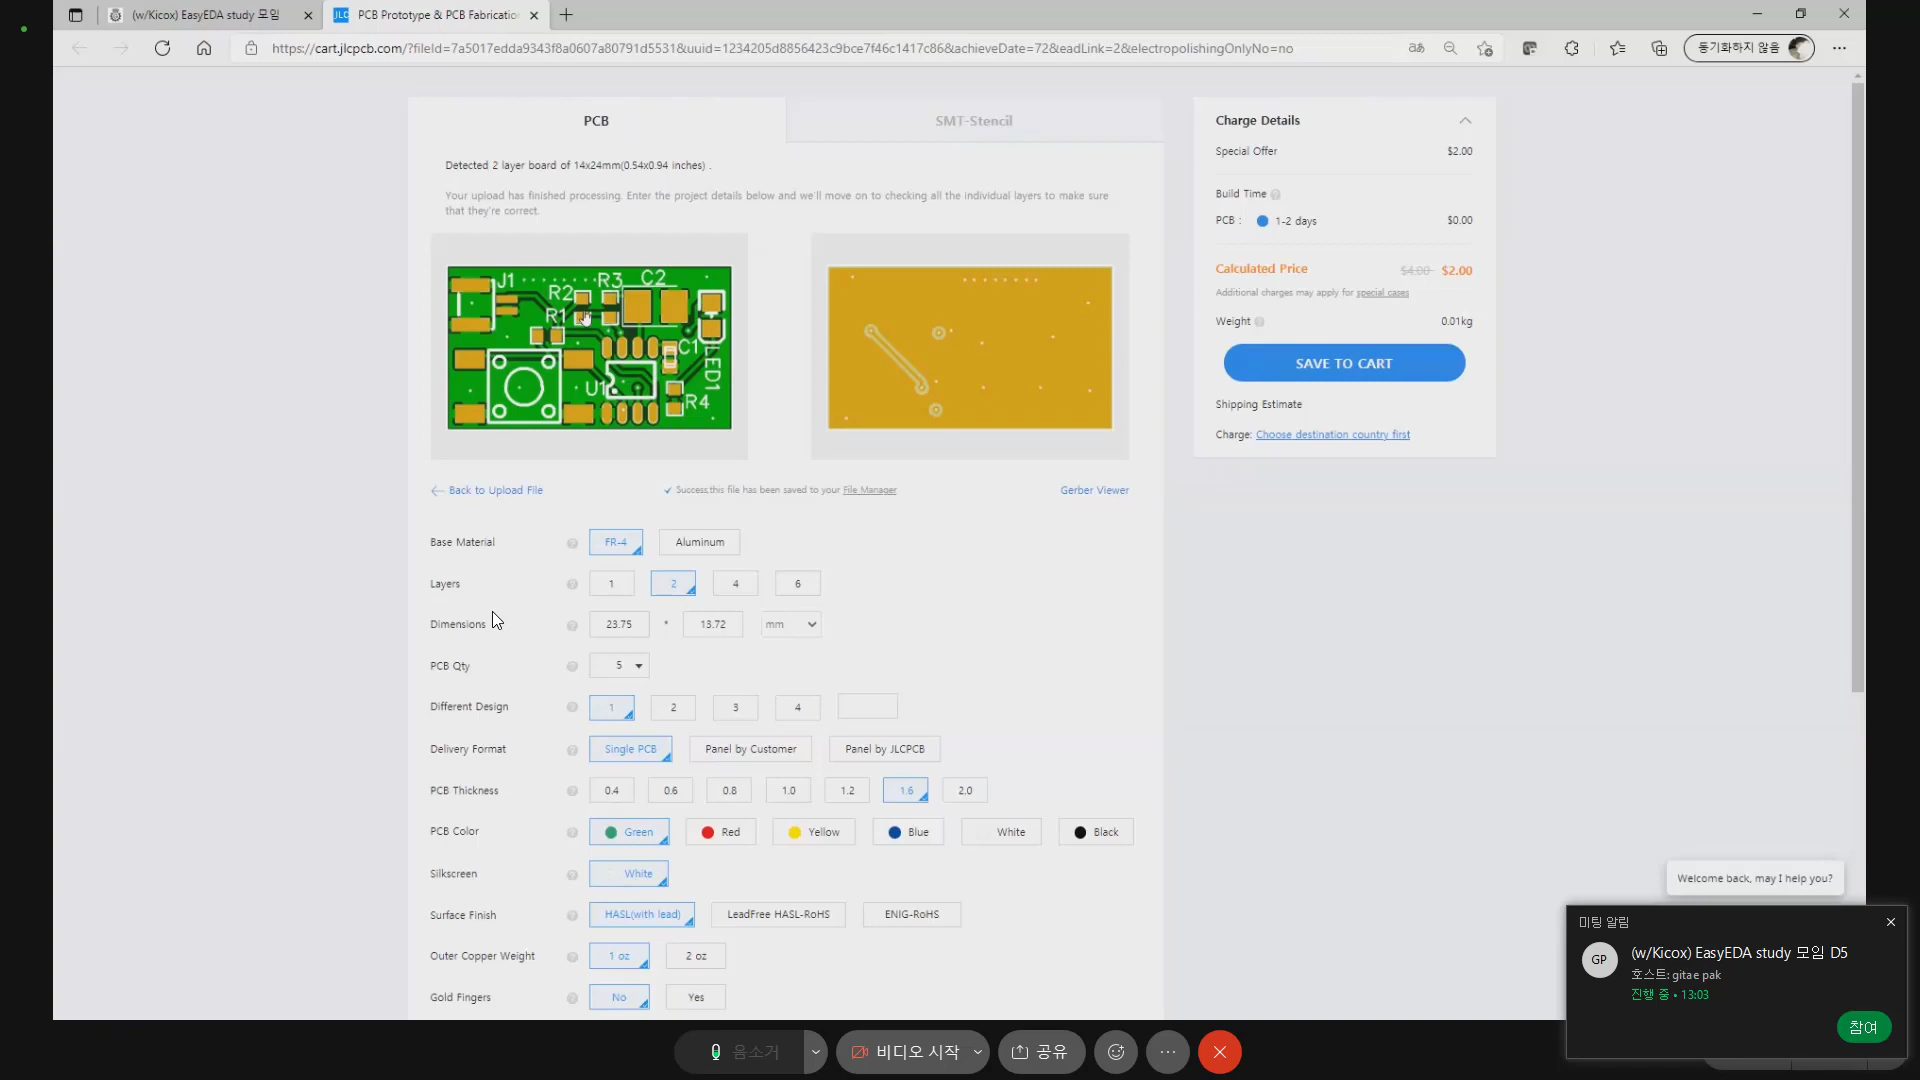 (w/Kicox) EasyEDA study 모임
JLC
PCB Prototype & PCB Fabricatio
https://cart.jlcpcb.com/?fileId=7a5017edda9343f8a0607a80791d5531&uuid=1234205d8856423c9bce7f46c1417c86&achieveDate=72&eadLink=2&electropolishingOnlyNo=no
동기화하지 않음
PCB
SMT-Stencil
Detected 2 layer board of 14x24mm(0.54x0.94 inches) .
Your upload has finished processing. Enter the project details below and we'll move on to checking all the individual layers to make sure
that they're correct.
J1
R2
R3
C2
R1
C1
LED1
U1
R4
Back to Upload File
Success,this file has been saved to your File Manager
Gerber Viewer
Base Material
FR-4
Aluminum
Layers
1
2
4
6
Dimensions
23.75
*
13.72
mm
PCB Qty
5
Different Design
1
2
3
4
Delivery Format
Single PCB
Panel by Customer
Panel by JLCPCB
PCB Thickness
0.4
0.6
0.8
1.0
1.2
1.6
2.0
PCB Color
Green
Red
Yellow
Blue
White
Black
Silkscreen
White
Surface Finish
HASL(with lead)
LeadFree HASL-RoHS
ENIG-RoHS
Outer Copper Weight
1 oz
2 oz
Gold Fingers
No
Yes
Charge Details
Special Offer
$2.00
Build Time
PCB :
1-2 days
$0.00
Calculated Price
$4.00
$2.00
Additional charges may apply for special cases
Weight
0.01kg
SAVE TO CART
Shipping Estimate
Charge: Choose destination country first
Welcome back, may I help you?
미팅 알림
GP
(w/Kicox) EasyEDA study 모임 D5
호스트: gitae pak
진행 중 • 13:03
참여
음소거
비디오 시작
공유